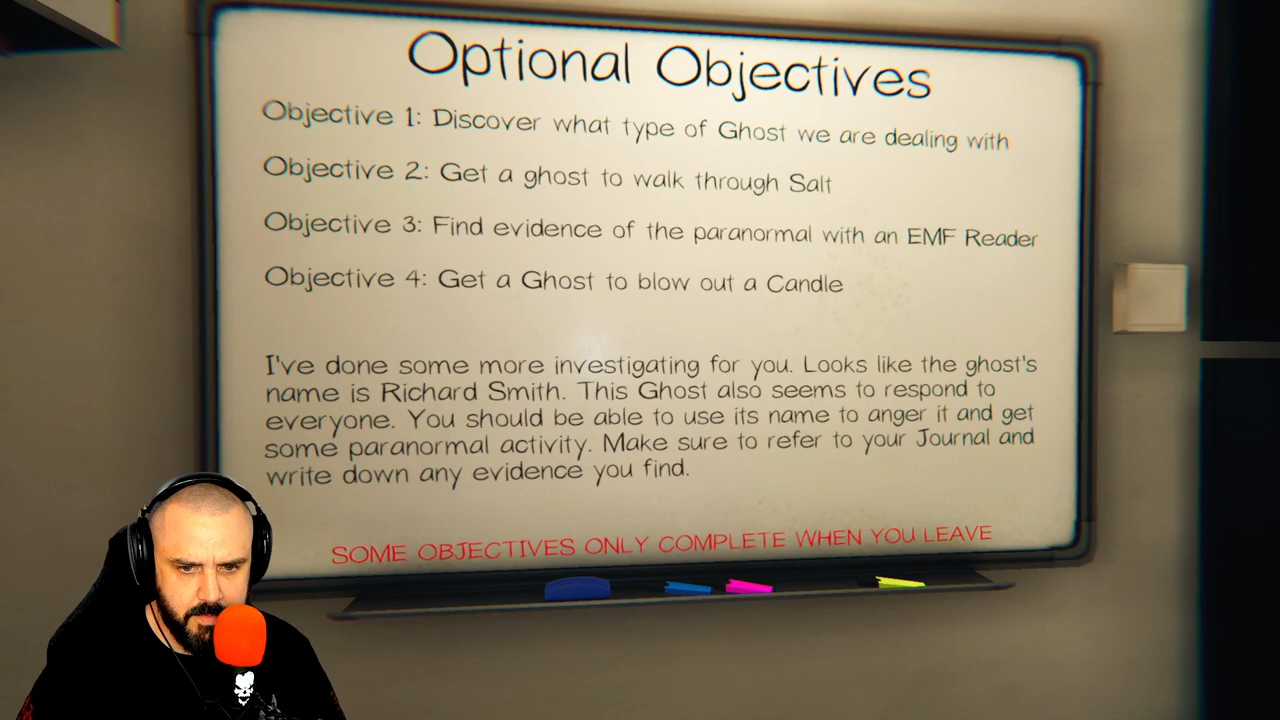 Optional Objectives
Objective 1: Discover what type of Ghost we are dealing with
Objective 2: Get a ghost to walk through Salt
Objective 3: Find evidence of the paranormal with an EMF Reader
Objective 4: Get a Ghost to blow out a Candle
I've done some more investigating for you. Looks like the ghost's
name is Richard Smith. This Ghost also seems to respond to
everyone. You should be able to use its name to anger it and get
some paranormal activity. Make sure to refer to your Journal and
write down any evidence you find.
SOME OBJECTIVES ONLY COMPLETE WHEN YOU LEAVE